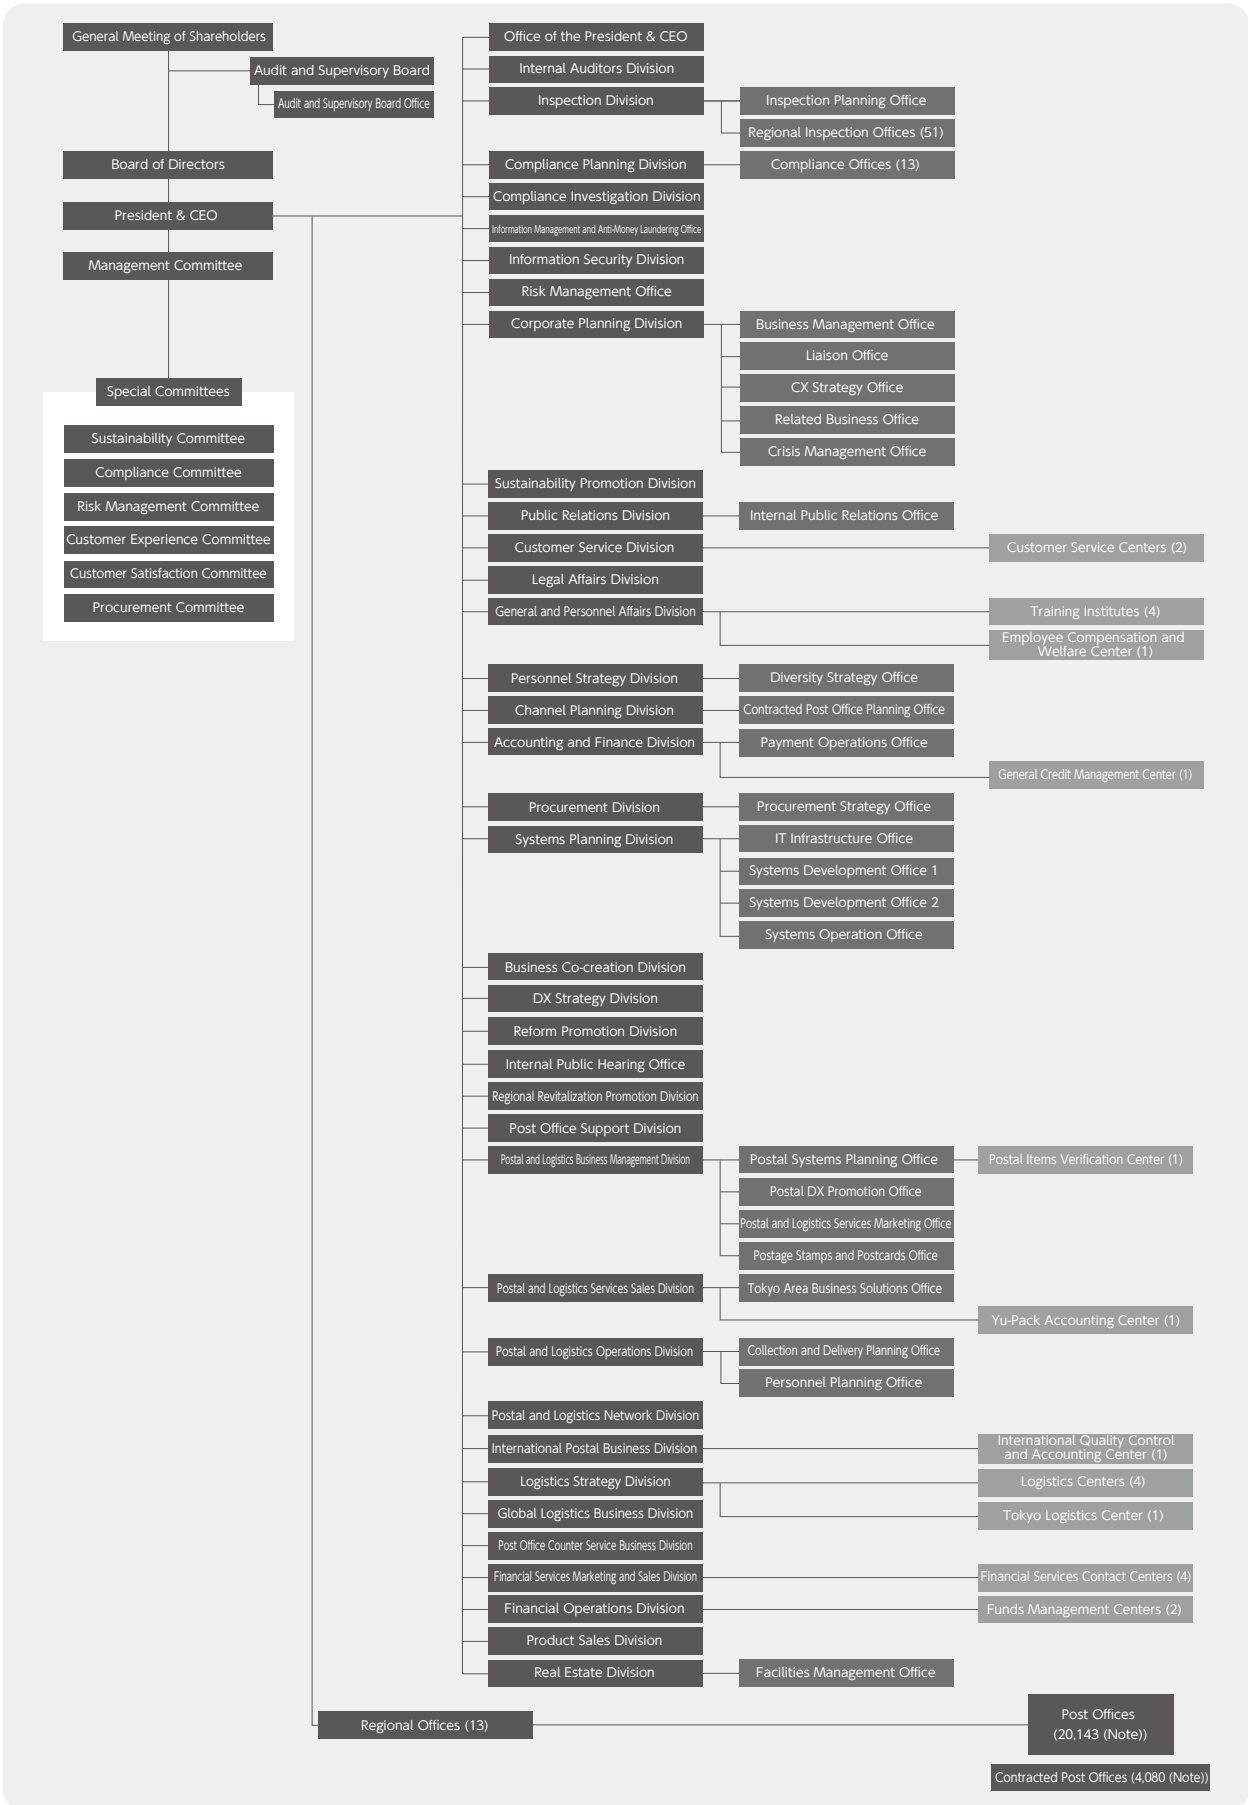 General Meeting of Shareholders
Audit and Supervisory Board
Audit and Supervisory Board Office
Board of Directors
President & CEO
Management Committee
Special Committees
Sustainability Committee
Compliance Committee
Risk Management Committee
Customer Experience Committee
Customer Satisfaction Committee
Procurement Committee
Office of the President & CEO
Internal Auditors Division
Inspection Division
Inspection Planning Office
Regional Inspection Offices (51)
Compliance Planning Division
Compliance Offices (13)
Compliance Investigation Division
Information Management and Anti-Money Laundering Office
Information Security Division
Risk Management Office
Corporate Planning Division
Business Management Office
Liaison Office
CX Strategy Office
Related Business Office
Crisis Management Office
Sustainability Promotion Division
Public Relations Division
Internal Public Relations Office
Customer Service Division
Customer Service Centers (2)
Legal Affairs Division
General and Personnel Affairs Division
Training Institutes (4)
Employee Compensation and
Welfare Center (1)
Personnel Strategy Division
Diversity Strategy Office
Channel Planning Division
Contracted Post Office Planning Office
Accounting and Finance Division
Payment Operations Office
General Credit Management Center (1)
Procurement Division
Procurement Strategy Office
Systems Planning Division
IT Infrastructure Office
Systems Development Office 1
Systems Development Office 2
Systems Operation Office
Business Co-creation Division
DX Strategy Division
Reform Promotion Division
Internal Public Hearing Office
Regional Revitalization Promotion Division
Post Office Support Division
Postal and Logistics Business Management Division
Postal Systems Planning Office
Postal Items Verification Center (1)
Postal DX Promotion Office
Postal and Logistics Services Marketing Office
Postage Stamps and Postcards Office
Postal and Logistics Services Sales Division
Tokyo Area Business Solutions Office
Yu-Pack Accounting Center (1)
Postal and Logistics Operations Division
Collection and Delivery Planning Office
Personnel Planning Office
Postal and Logistics Network Division
International Postal Business Division
International Quality Control
and Accounting Center (1)
Logistics Strategy Division
Logistics Centers (4)
Global Logistics Business Division
Tokyo Logistics Center (1)
Post Office Counter Service Business Division
Financial Services Marketing and Sales Division
Financial Services Contact Centers (4)
Financial Operations Division
Funds Management Centers (2)
Product Sales Division
Real Estate Division
Facilities Management Office
Regional Offices (13)
Post Offices
(20,143 (Note))
Contracted Post Offices (4,080 (Note))